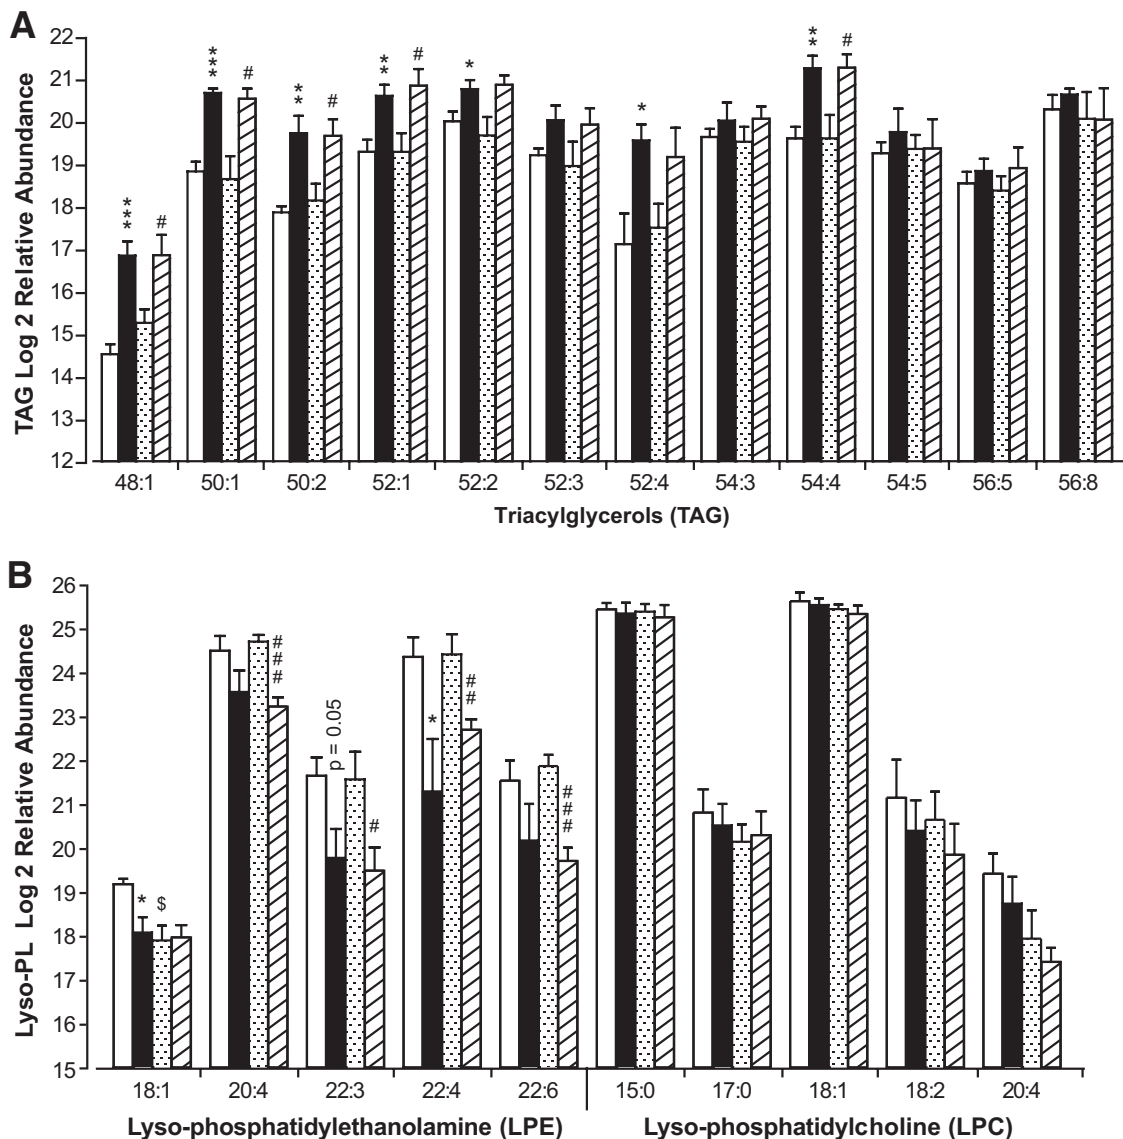 A
TAG Log 2 Relative Abundance
22
21
20
19
18
17
16
15
14
13
12
*** # *** # ** # ** # * * ** #
48:1 50:1 50:2 52:1 52:2 52:3 52:4 54:3 54:4 54:5 56:5 56:8
Triacylglycerols (TAG)
B
Lyso-PL Log 2 Relative Abundance
26
25
24
23
22
21
20
19
18
17
16
15
* $ ### p = 0.05 # * ## ###
18:1 20:4 22:3 22:4 22:6 15:0 17:0 18:1 18:2 20:4
Lyso-phosphatidylethanolamine (LPE) Lyso-phosphatidylcholine (LPC)